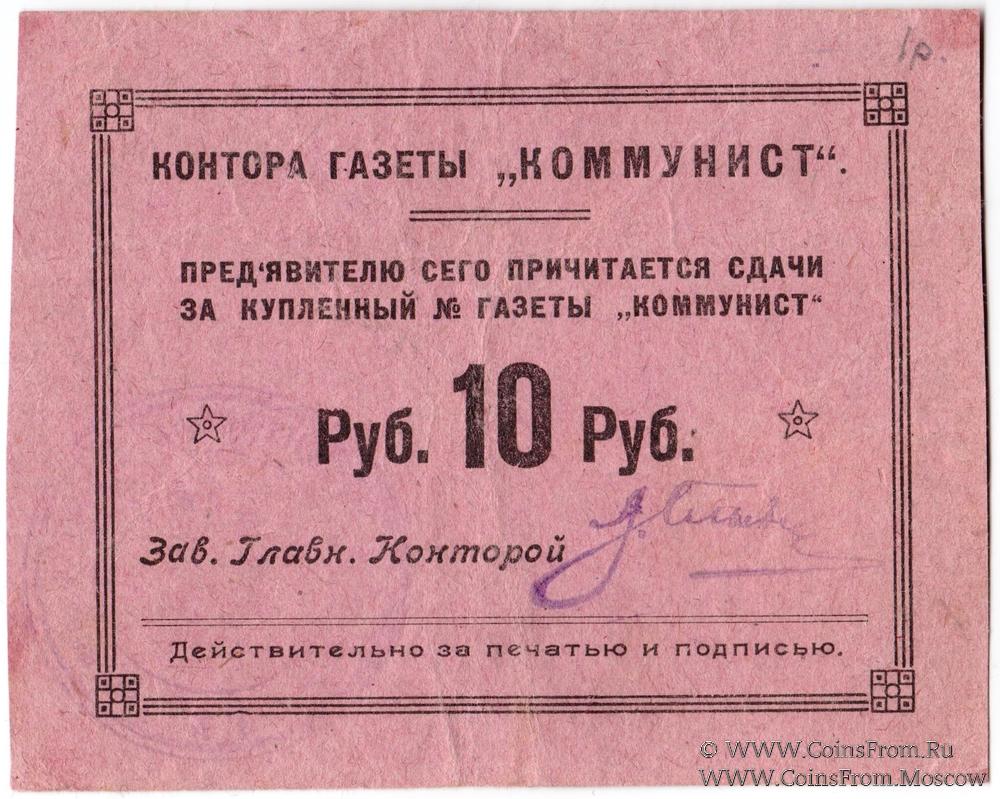 1р.
КОНТОРА ГАЗЕТЫ „КОММУНИСТ“.
ПРЕД‘ЯВИТЕЛЮ СЕГО ПРИЧИТАЕТСЯ СДАЧИ
ЗА КУПЛЕННЫЙ № ГАЗЕТЫ „КОММУНИСТ“
Руб. 10 Руб.
Зав. Главн. Конторой
Действительно за печатью и подписью.
© WWW.CoinsFrom.Ru
WWW.CoinsFrom.Moscow